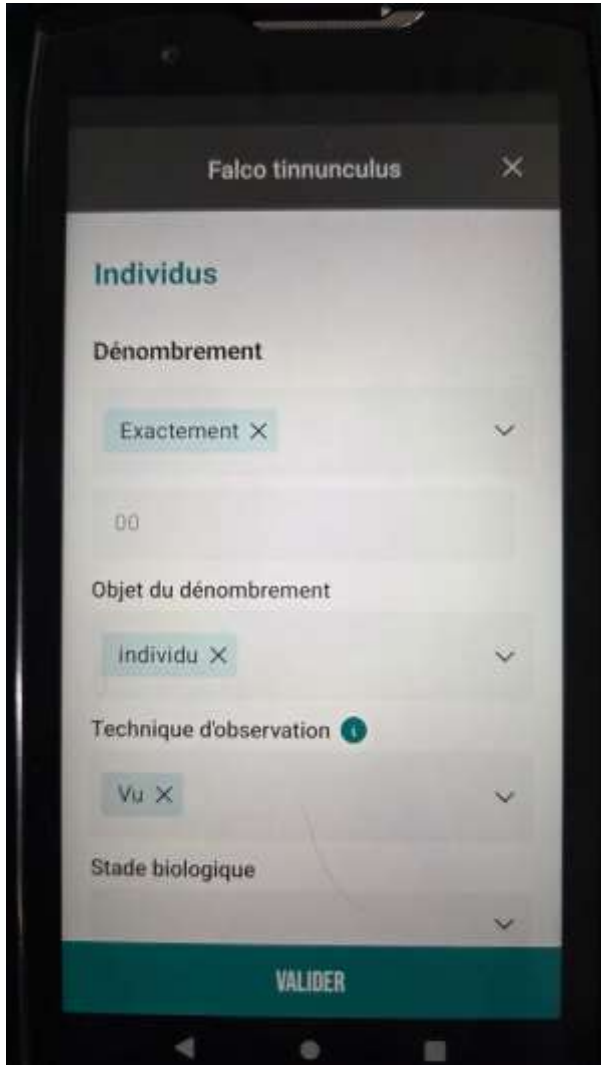 Falco tinnunculus
Individus
Dénombrement
Exactement
00
Objet du dénombrement
individu
Technique d'observation
Vu
Stade biologique
VALIDER